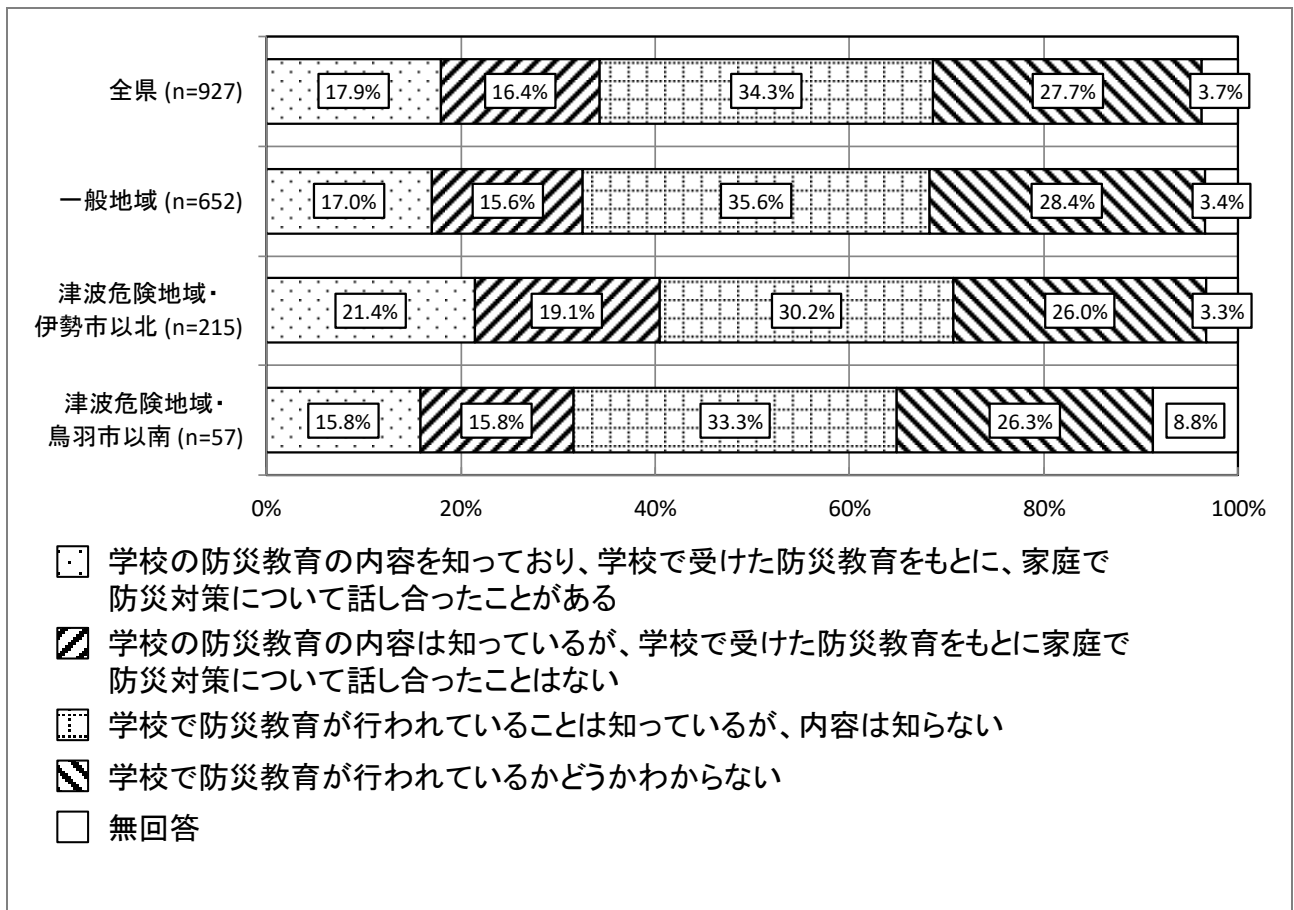 全県 (n=927)
17.9% 16.4% 34.3% 27.7% 3.7%
一般地域 (n=652)
17.0% 15.6% 35.6% 28.4% 3.4%
津波危険地域・
伊勢市以北 (n=215)
21.4% 19.1% 30.2% 26.0% 3.3%
津波危険地域・
鳥羽市以南 (n=57)
15.8% 15.8% 33.3% 26.3% 8.8%
0% 20% 40% 60% 80% 100%
学校の防災教育の内容を知っており、学校で受けた防災教育をもとに、家庭で
防災対策について話し合ったことがある
学校の防災教育の内容は知っているが、学校で受けた防災教育をもとに家庭で
防災対策について話し合ったことはない
学校で防災教育が行われていることは知っているが、内容は知らない
学校で防災教育が行われているかどうかわからない
無回答